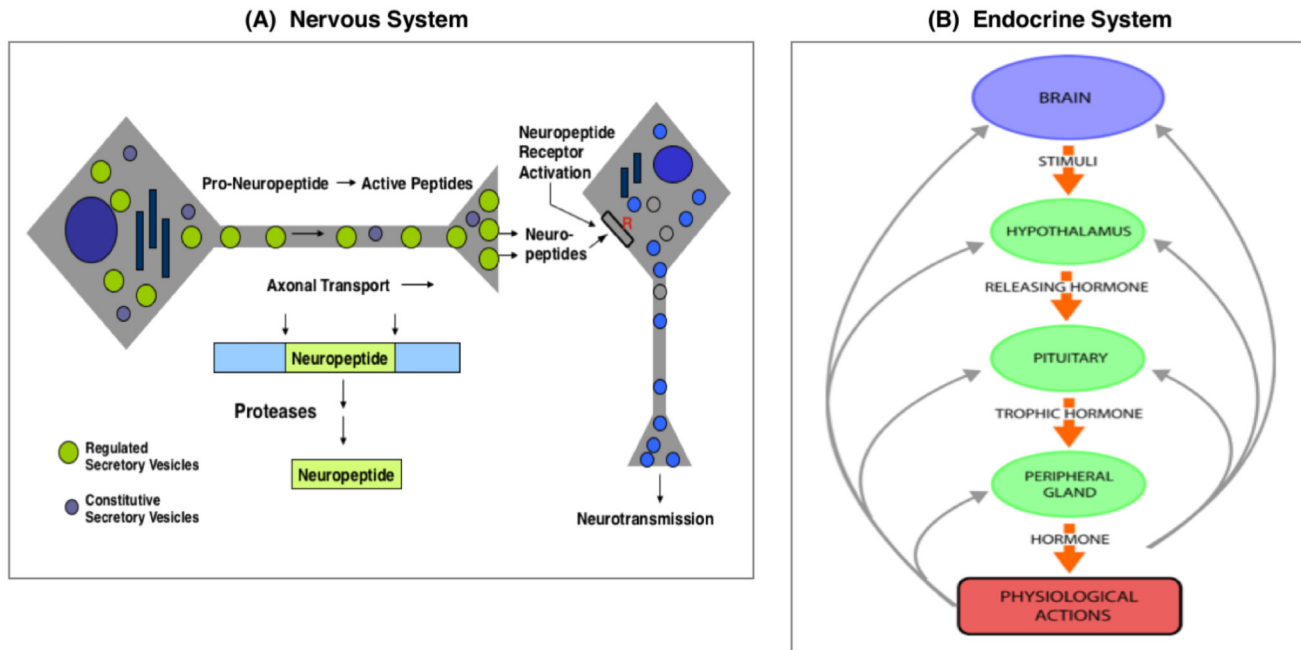 (A) Nervous System
Pro-Neuropeptide
Active Peptides
Axonal Transport
Neuropeptide
Proteases
Neuropeptide
Regulated
Secretory Vesicles
Constitutive
Secretory Vesicles
Neuro-
peptides
Neuropeptide
Receptor
Activation
R
Neurotransmission
(B) Endocrine System
BRAIN
STIMULI
HYPOTHALAMUS
RELEASING HORMONE
PITUITARY
TROPHIC HORMONE
PERIPHERAL
GLAND
HORMONE
PHYSIOLOGICAL
ACTIONS